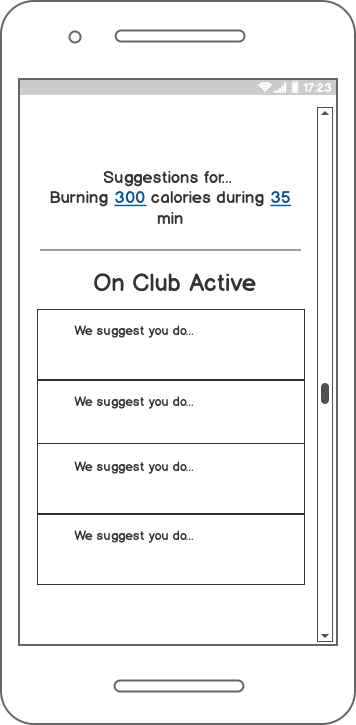 17:23
Suggestions for...
Burning 300 calories during 35
min
On Club Active
We suggest you do...
We suggest you do...
We suggest you do...
We suggest you do...